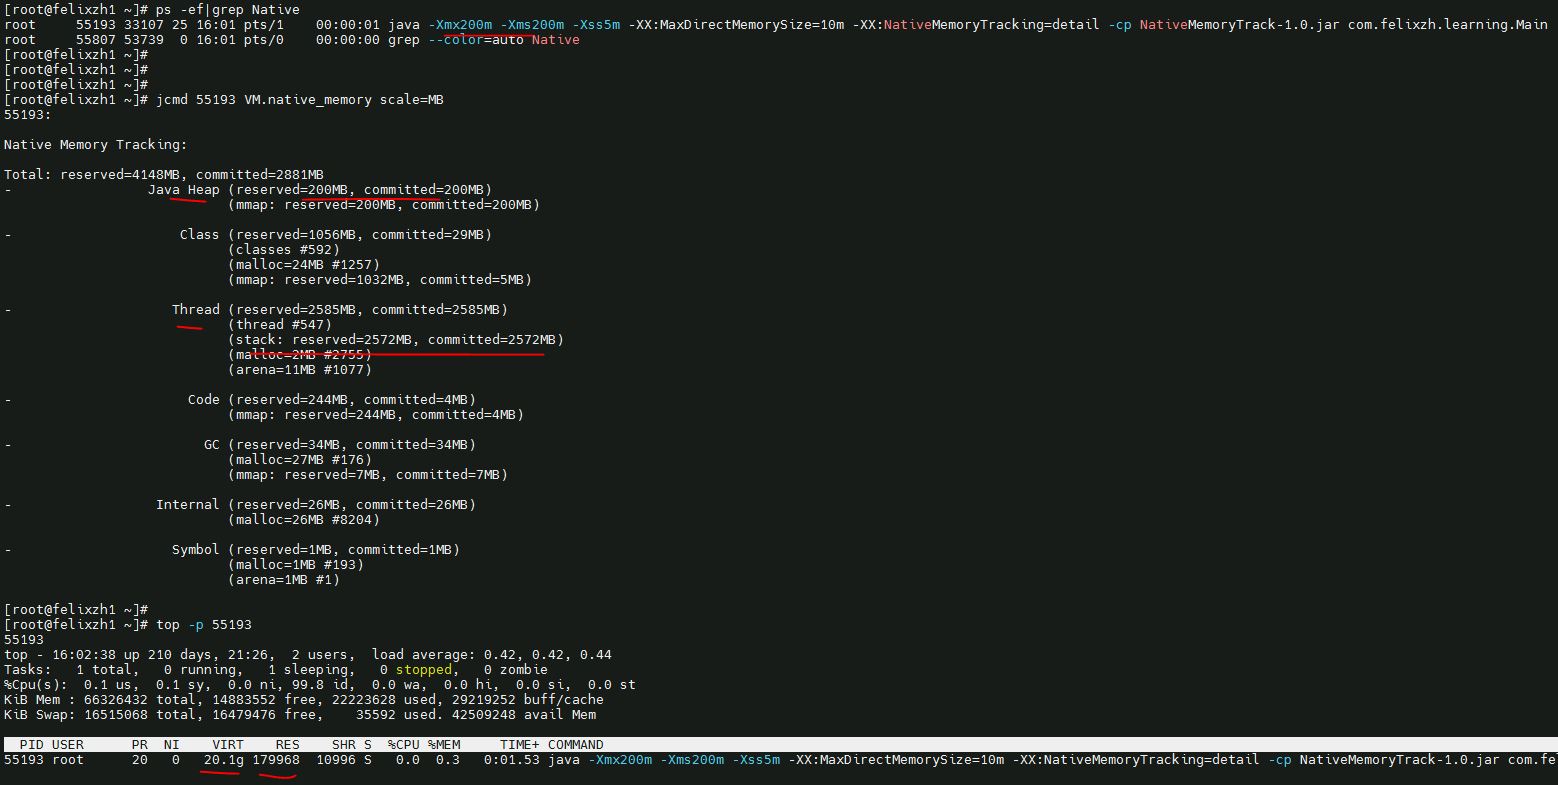 [root@felixzh1 ~]# ps -ef|grep Native
root     55193 33107 25 16:01 pts/1    00:00:01 java -Xmx200m -Xms200m -Xss5m -XX:MaxDirectMemorySize=10m -XX:NativeMemoryTracking=detail -cp NativeMemoryTrack-1.0.jar com.felixzh.learning.Main
root     55807 53739  0 16:01 pts/0    00:00:00 grep --color=auto Native
[root@felixzh1 ~]#
[root@felixzh1 ~]#
[root@felixzh1 ~]#
[root@felixzh1 ~]# jcmd 55193 VM.native_memory scale=MB
55193:

Native Memory Tracking:

Total: reserved=4148MB, committed=2881MB
-                 Java Heap (reserved=200MB, committed=200MB)
                            (mmap: reserved=200MB, committed=200MB)

-                     Class (reserved=1056MB, committed=29MB)
                            (classes #592)
                            (malloc=24MB #1257)
                            (mmap: reserved=1032MB, committed=5MB)

-                    Thread (reserved=2585MB, committed=2585MB)
                            (thread #547)
                            (stack: reserved=2572MB, committed=2572MB)
                            (malloc=2MB #2755)
                            (arena=11MB #1077)

-                      Code (reserved=244MB, committed=4MB)
                            (mmap: reserved=244MB, committed=4MB)

-                        GC (reserved=34MB, committed=34MB)
                            (malloc=27MB #176)
                            (mmap: reserved=7MB, committed=7MB)

-                  Internal (reserved=26MB, committed=26MB)
                            (malloc=26MB #8204)

-                    Symbol (reserved=1MB, committed=1MB)
                            (malloc=1MB #193)
                            (arena=1MB #1)

[root@felixzh1 ~]#
[root@felixzh1 ~]# top -p 55193
55193
top - 16:02:38 up 210 days, 21:26,  2 users,  load average: 0.42, 0.42, 0.44
Tasks:   1 total,   0 running,   1 sleeping,   0 stopped,   0 zombie
%Cpu(s):  0.1 us,  0.1 sy,  0.0 ni, 99.8 id,  0.0 wa,  0.0 hi,  0.0 si,  0.0 st
KiB Mem : 66326432 total, 14883552 free, 22223628 used, 29219252 buff/cache
KiB Swap: 16515068 total, 16479476 free,    35592 used. 42509248 avail Mem

  PID USER      PR  NI    VIRT    RES    SHR S  %CPU %MEM     TIME+ COMMAND
55193 root      20   0   20.1g 179968  10996 S   0.0  0.3   0:01.53 java -Xmx200m -Xms200m -Xss5m -XX:MaxDirectMemorySize=10m -XX:NativeMemoryTracking=detail -cp NativeMemoryTrack-1.0.jar com.fe